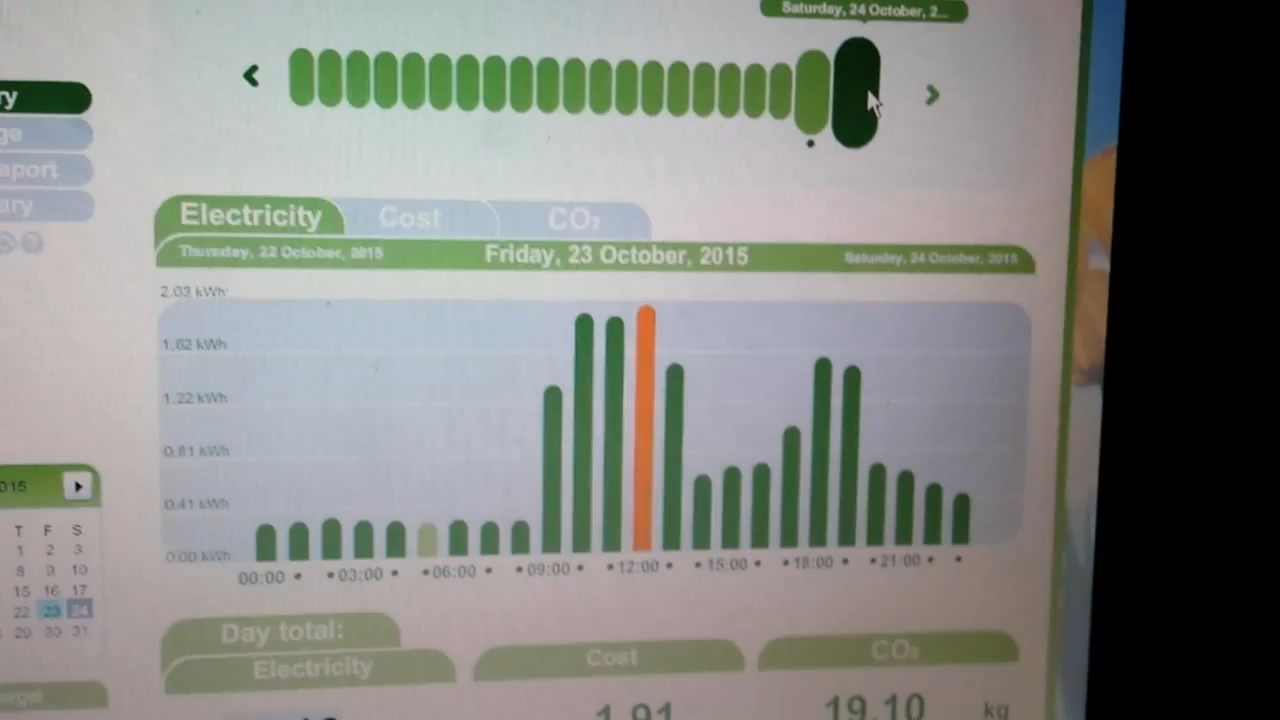 Saturday, 24 October, 2...
ry
ge
eport
ary
?
Electricity
Cost
CO₂
Thursday, 22 October, 2015
Friday, 23 October, 2015
Saturday, 24 October, 2015
2.03 kWh
1.62 kWh
1.22 kWh
0.81 kWh
0.41 kWh
0.00 kWh
00:00 • • 03:00 • • 06:00 • • 09:00 • • 12:00 • • 15:00 • • 18:00 • • 21:00 • •
015
T F S
1 2 3
8 9 10
15 16 17
22 23 24
29 30 31
Day total:
Electricity
Cost
CO₂
1.91
19.10 kg